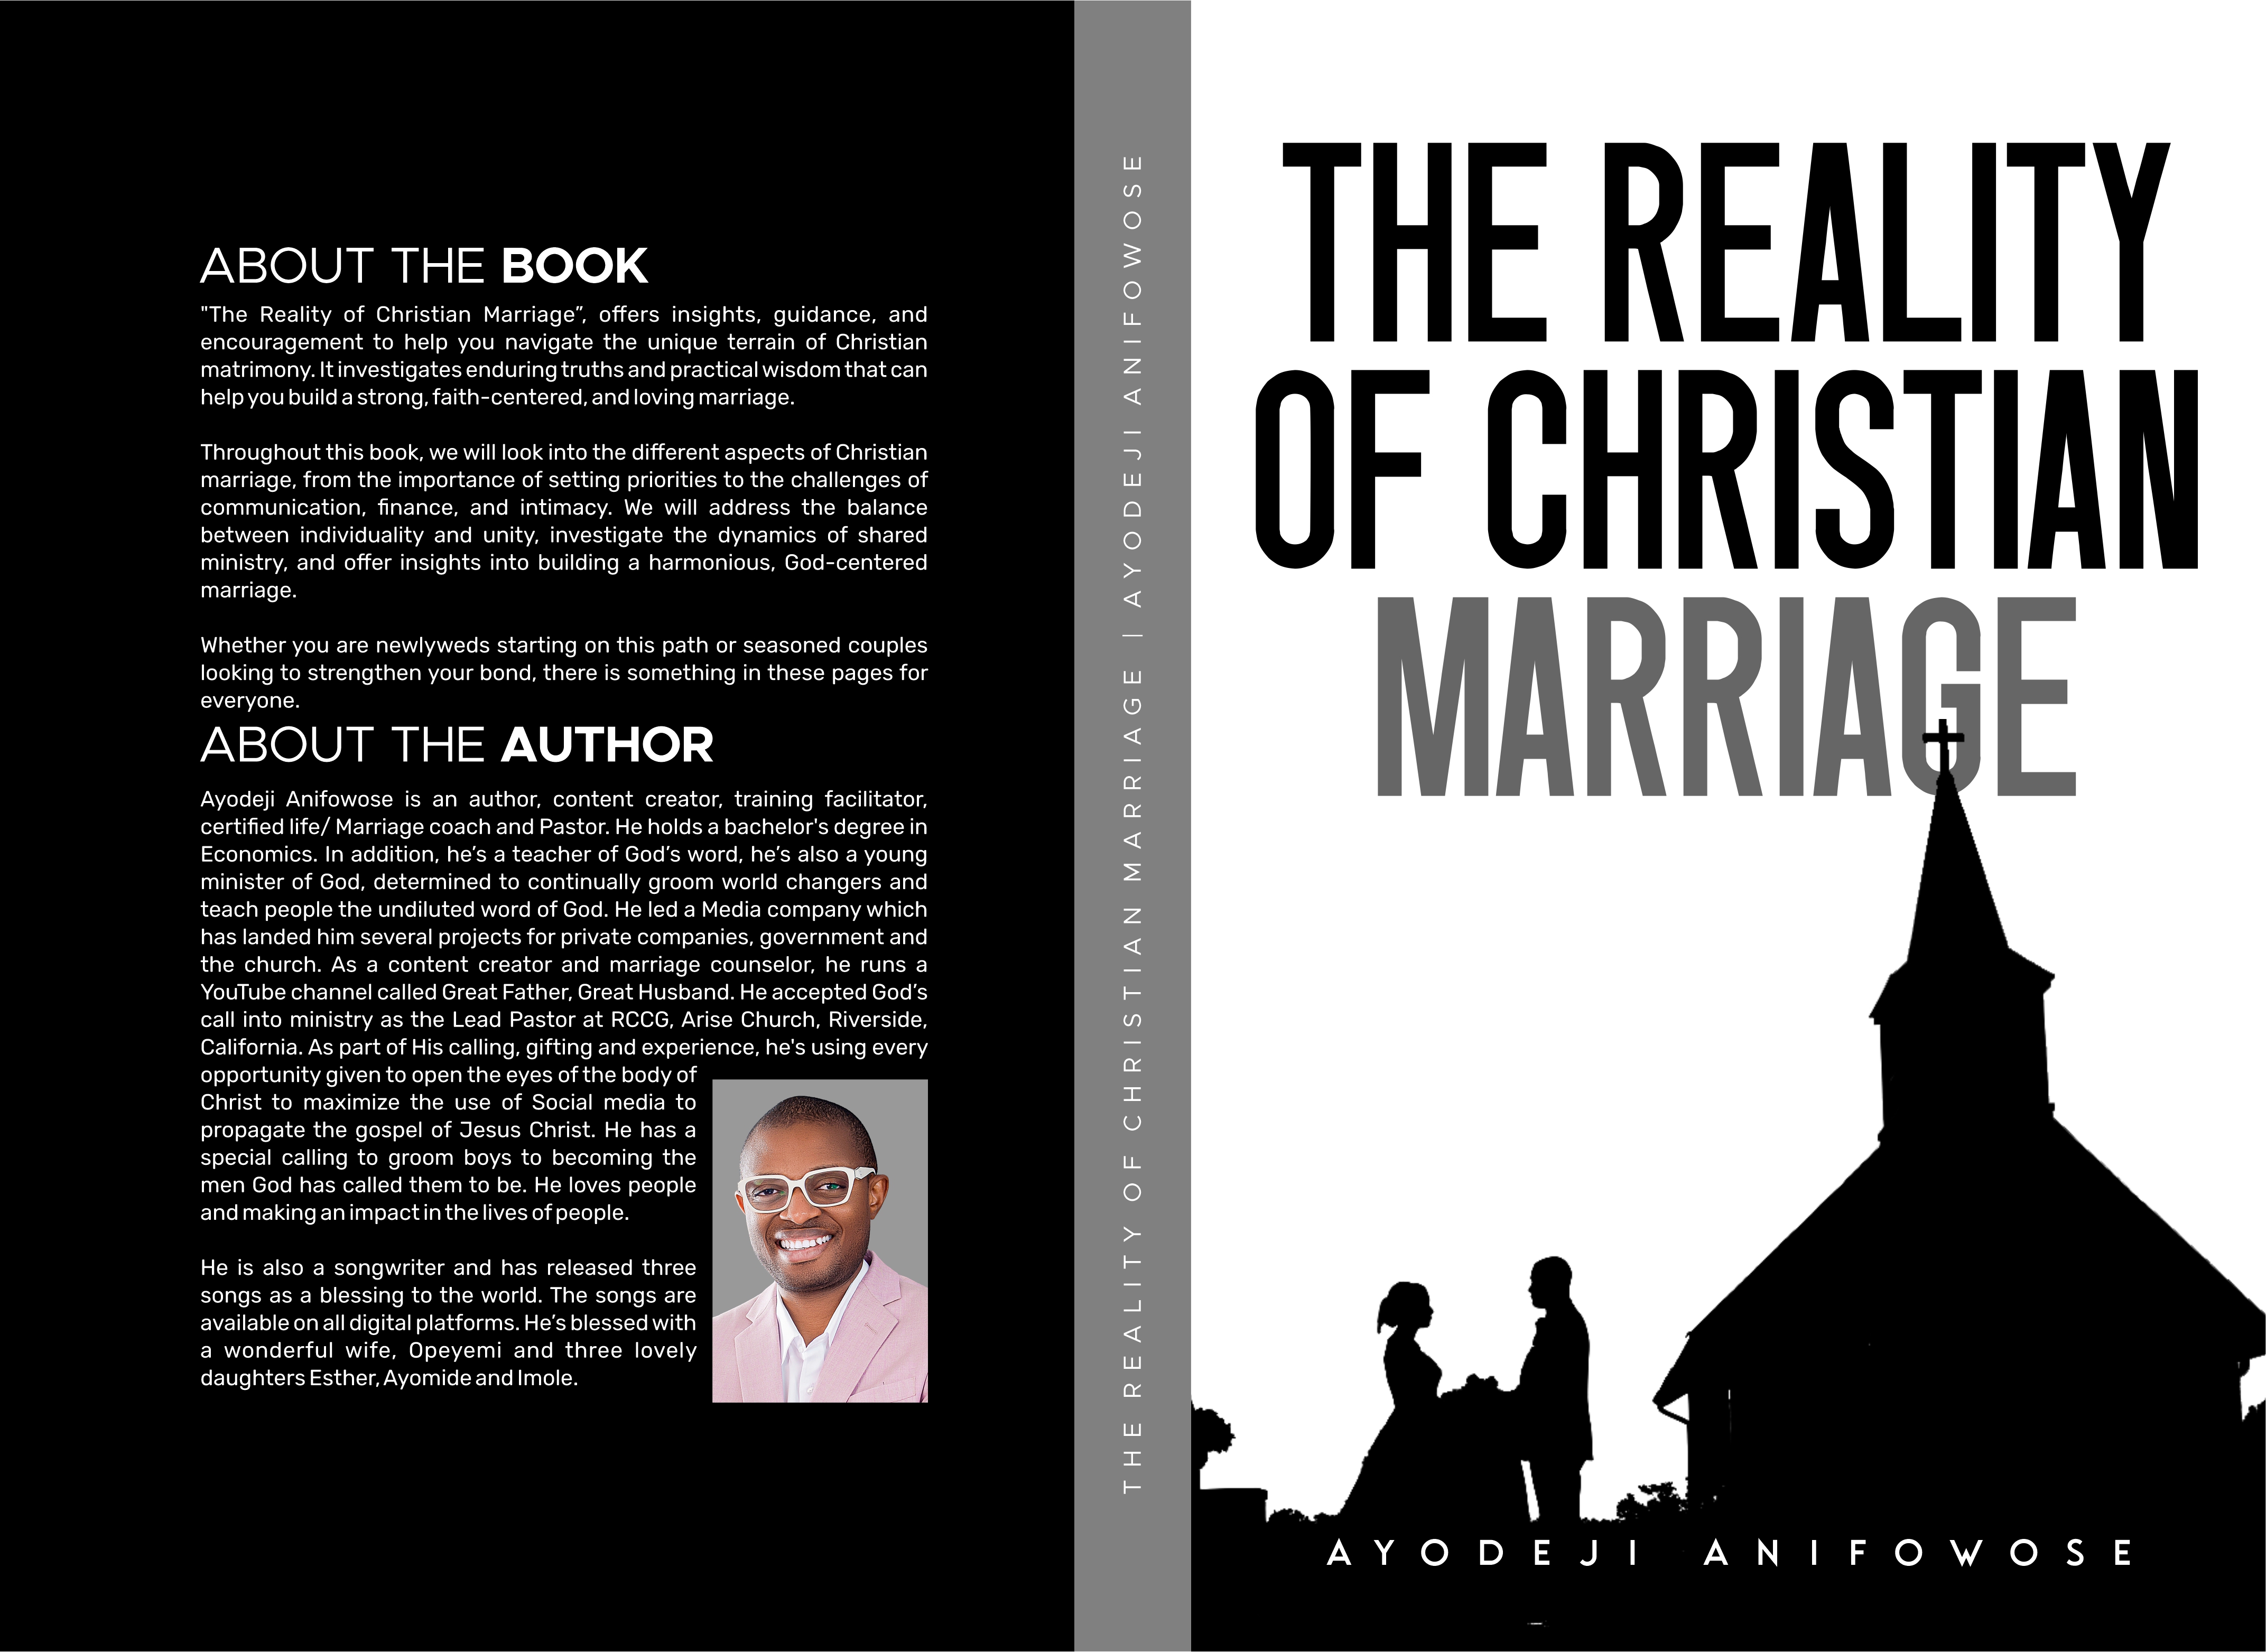 ABOUT THE BOOK
"The Reality of Christian Marriage”, offers insights, guidance, and
encouragement to help you navigate the unique terrain of Christian
matrimony. It investigates enduring truths and practical wisdom that can
help you build a strong, faith-centered, and loving marriage.
Throughout this book, we will look into the different aspects of Christian
marriage, from the importance of setting priorities to the challenges of
communication, finance, and intimacy. We will address the balance
between individuality and unity, investigate the dynamics of shared
ministry, and offer insights into building a harmonious, God-centered
marriage.
Whether you are newlyweds starting on this path or seasoned couples
looking to strengthen your bond, there is something in these pages for
everyone.
ABOUT THE AUTHOR
Ayodeji Anifowose is an author, content creator, training facilitator,
certified life/ Marriage coach and Pastor. He holds a bachelor's degree in
Economics. In addition, he’s a teacher of God’s word, he’s also a young
minister of God, determined to continually groom world changers and
teach people the undiluted word of God. He led a Media company which
has landed him several projects for private companies, government and
the church. As a content creator and marriage counselor, he runs a
YouTube channel called Great Father, Great Husband. He accepted God’s
call into ministry as the Lead Pastor at RCCG, Arise Church, Riverside,
California. As part of His calling, gifting and experience, he's using every
opportunity given to open the eyes of the body of
Christ to maximize the use of Social media to
propagate the gospel of Jesus Christ. He has a
special calling to groom boys to becoming the
men God has called them to be. He loves people
and making an impact in the lives of people.
He is also a songwriter and has released three
songs as a blessing to the world. The songs are
available on all digital platforms. He’s blessed with
a wonderful wife, Opeyemi and three lovely
daughters Esther, Ayomide and Imole.
THE REALITY OF CHRISTIAN MARRIAGE | AYODEJI ANIFOWOSE
THE REALITY
OF CHRISTIAN
MARRIAGE
AYODEJI ANIFOWOSE